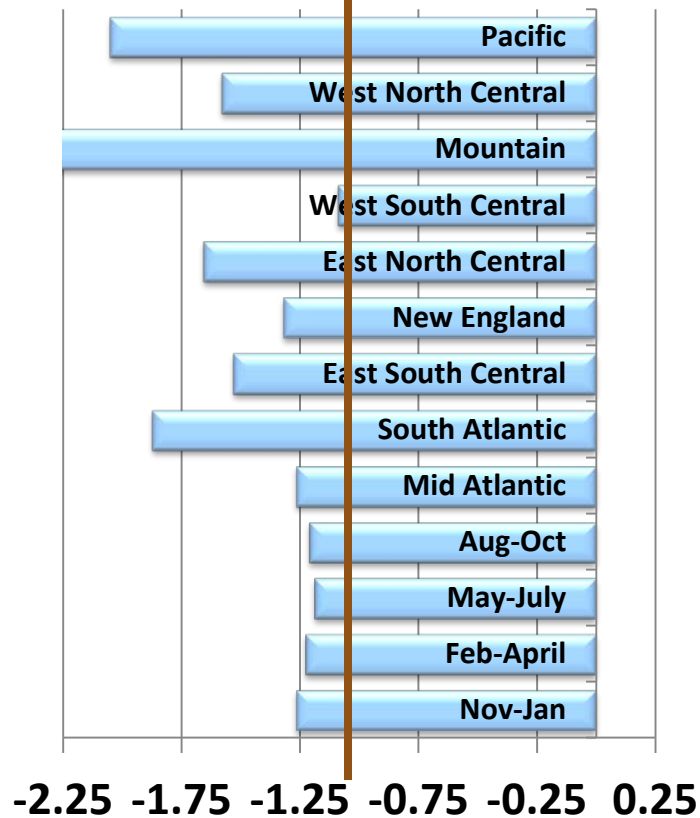 Pacific
West North Central
Mountain
West South Central
East North Central
New England
East South Central
South Atlantic
Mid Atlantic
Aug-Oct
May-July
Feb-April
Nov-Jan
-2.25 -1.75 -1.25 -0.75 -0.25 0.25